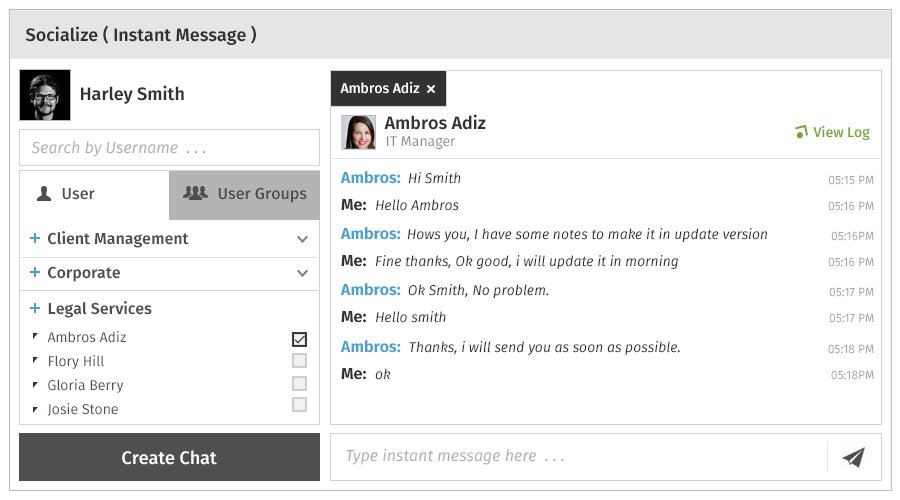 Socialize ( Instant Message )
Harley Smith
Search by Username . . .
User
User Groups
+ Client Management
+ Corporate
+ Legal Services
Ambros Adiz
Flory Hill
Gloria Berry
Josie Stone
Create Chat
Ambros Adiz ×
Ambros Adiz
IT Manager
View Log
Ambros: Hi Smith 05:15 PM
Me: Hello Ambros 05:16 PM
Ambros: Hows you, I have some notes to make it in update version 05:16PM
Me: Fine thanks, Ok good, i will update it in morning 05:16 PM
Ambros: Ok Smith, No problem. 05:17 PM
Me: Hello smith 05:17 PM
Ambros: Thanks, i will send you as soon as possible. 05:18 PM
Me: ok 05:18PM
Type instant message here . . .